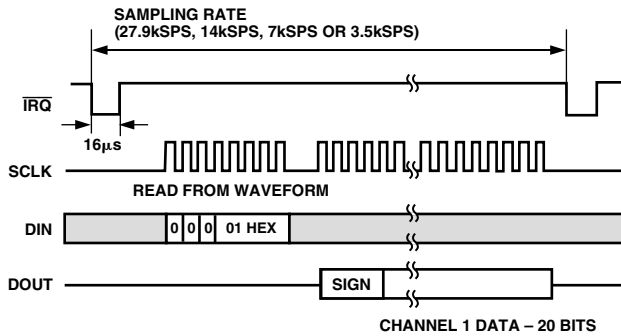 SAMPLING RATE
(27.9kSPS, 14kSPS, 7kSPS OR 3.5kSPS)
IRQ
16μs
SCLK
READ FROM WAVEFORM
DIN
0 0 0 01 HEX
DOUT
SIGN
CHANNEL 1 DATA – 20 BITS